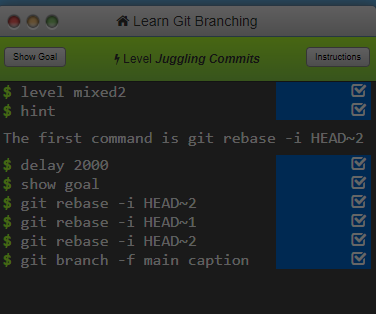 Learn Git Branching
Show Goal
Level Juggling Commits
Instructions
$ level mixed2
$ hint
The first command is git rebase -i HEAD~2
$ delay 2000
$ show goal
$ git rebase -i HEAD~2
$ git rebase -i HEAD~1
$ git rebase -i HEAD~2
$ git branch -f main caption